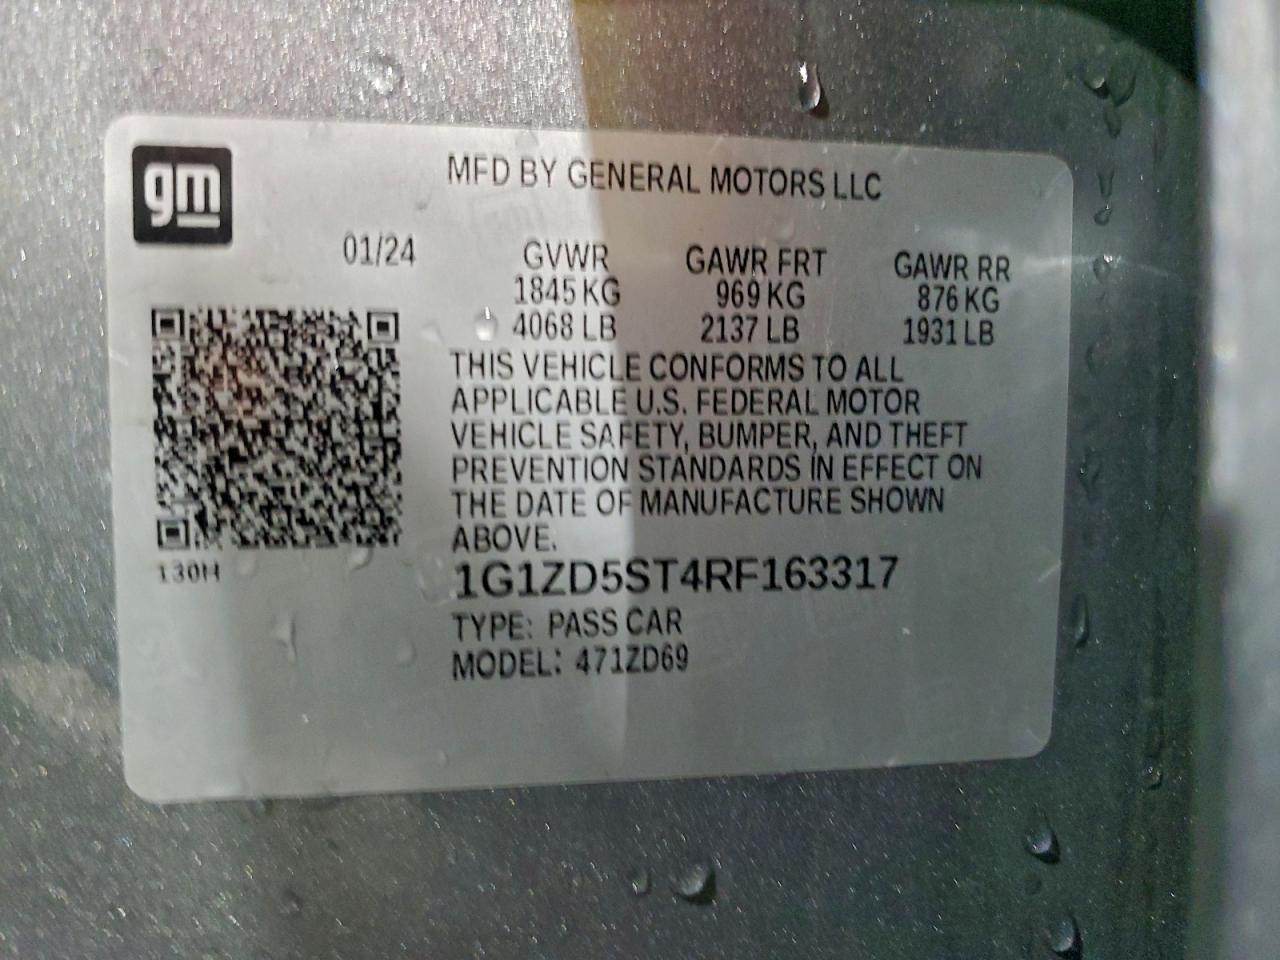 gm
MFD BY GENERAL MOTORS LLC
01/24 GVWR GAWR FRT GAWR RR
1845 KG 969 KG 876 KG
4068 LB 2137 LB 1931 LB
THIS VEHICLE CONFORMS TO ALL
APPLICABLE U.S. FEDERAL MOTOR
VEHICLE SAFETY, BUMPER, AND THEFT
PREVENTION STANDARDS IN EFFECT ON
THE DATE OF MANUFACTURE SHOWN
ABOVE.
130H
1G1ZD5ST4RF163317
TYPE: PASS CAR
MODEL: 471ZD69